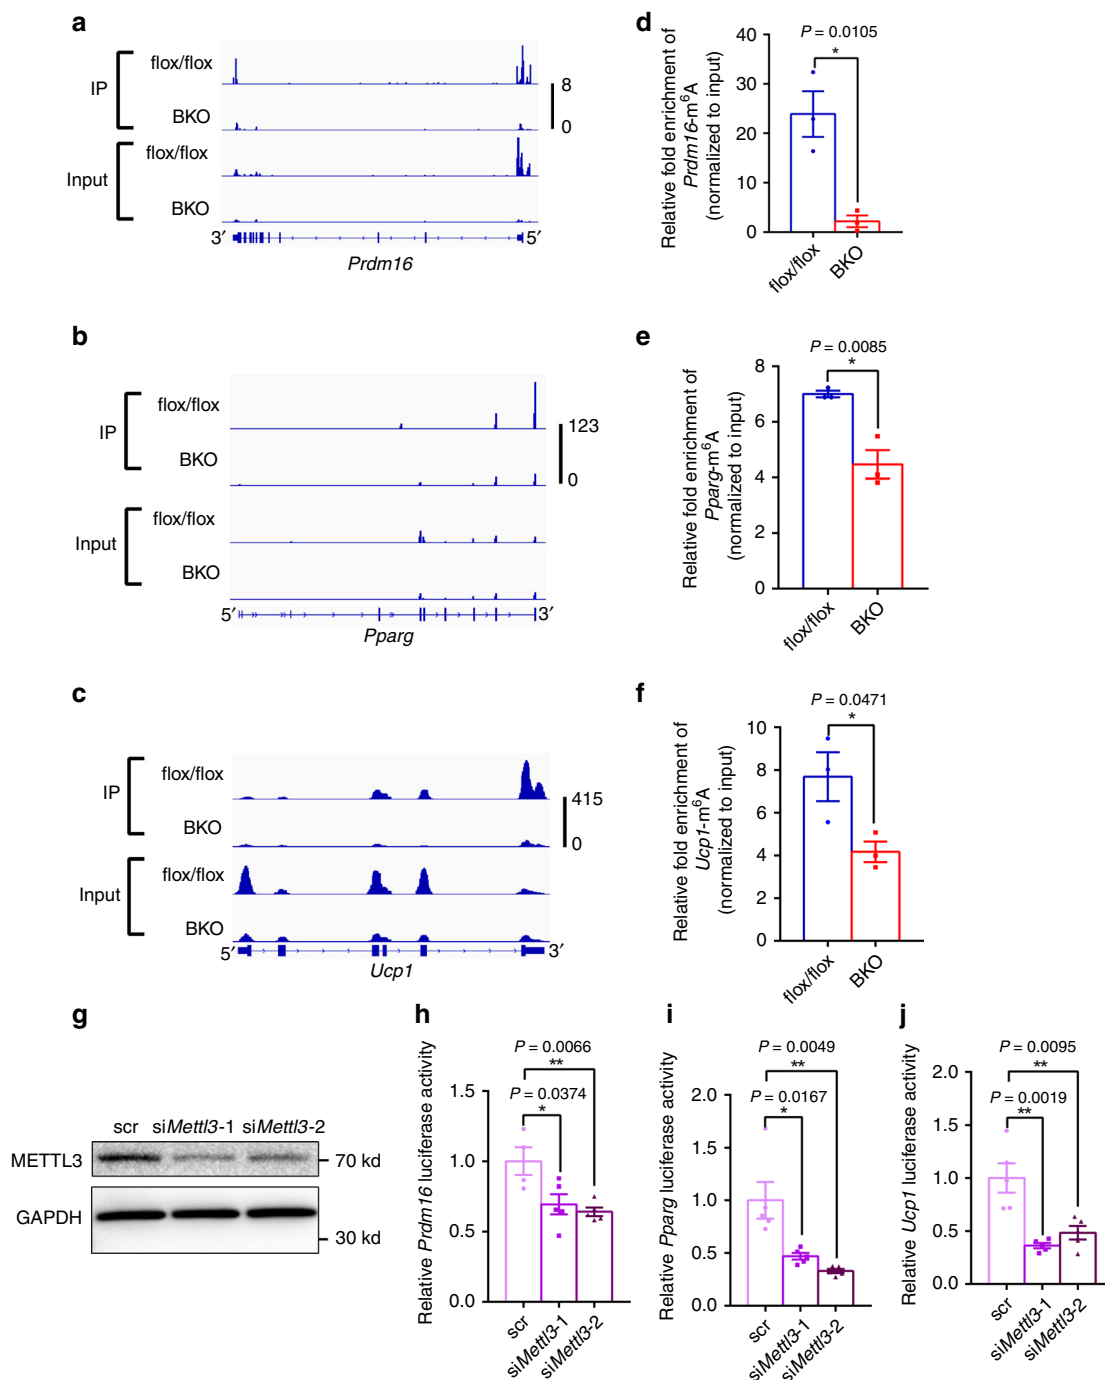 a
IP
flox/flox
BKO
8
0
Input
flox/flox
BKO
3′
5′
Prdm16
d
P = 0.0105
*
Relative fold enrichment of
Prdm16-m⁶A
(normalized to input)
40
30
20
10
0
flox/flox
BKO
b
IP
flox/flox
BKO
123
0
Input
flox/flox
BKO
5′
3′
Pparg
e
P = 0.0085
*
Relative fold enrichment of
Pparg-m⁶A
(normalized to input)
8
6
4
2
0
flox/flox
BKO
c
IP
flox/flox
BKO
415
0
Input
flox/flox
BKO
5′
3′
Ucp1
f
P = 0.0471
*
Relative fold enrichment of
Ucp1-m⁶A
(normalized to input)
10
8
6
4
2
0
flox/flox
BKO
g
scr siMettl3-1 siMettl3-2
METTL3
70 kd
GAPDH
30 kd
h
P = 0.0066
**
P = 0.0374
*
Relative Prdm16 luciferase activity
1.5
1.0
0.5
0.0
scr
siMettl3-1
siMettl3-2
i
P = 0.0049
**
P = 0.0167
*
Relative Pparg luciferase activity
2.0
1.5
1.0
0.5
0.0
scr
siMettl3-1
siMettl3-2
j
P = 0.0095
**
P = 0.0019
**
Relative Ucp1 luciferase activity
2.0
1.5
1.0
0.5
0.0
scr
siMettl3-1
siMettl3-2